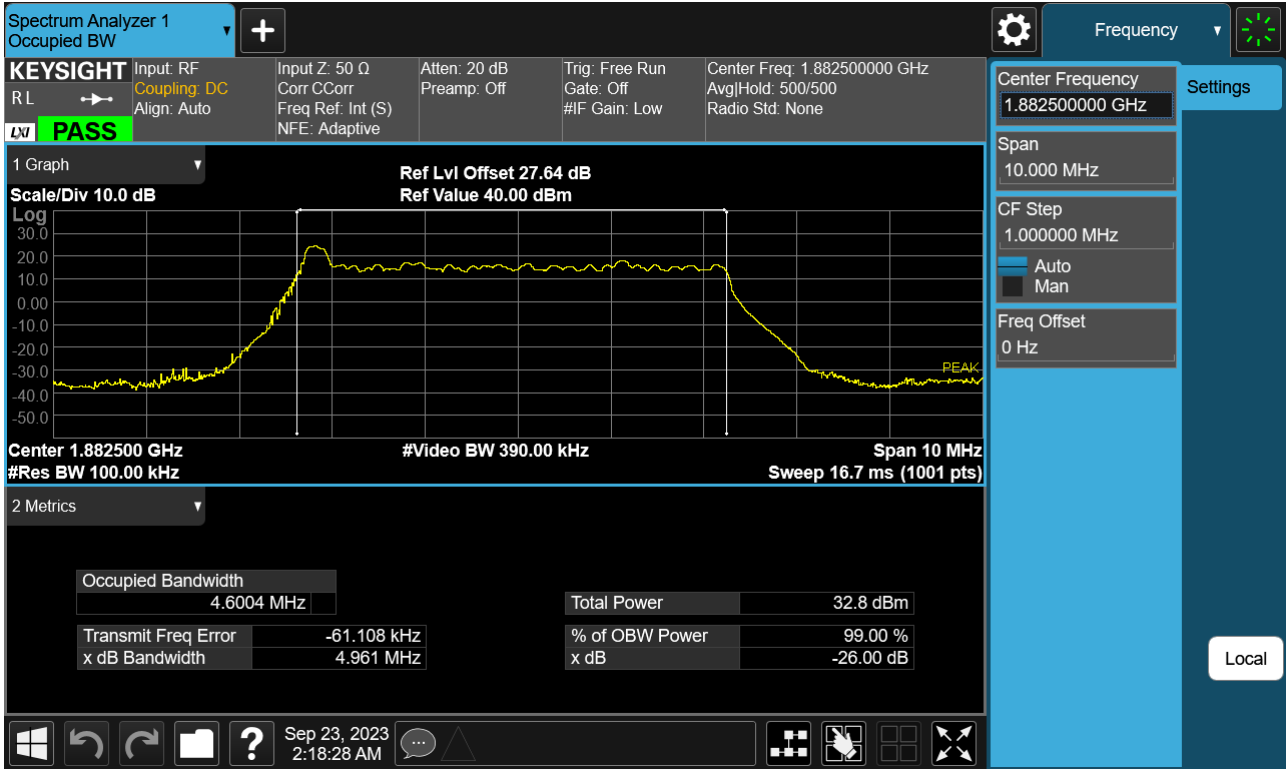 Spectrum Analyzer 1
Occupied BW
Frequency
KEYSIGHT
R L
LXI PASS
Input: RF
Coupling: DC
Align: Auto
Input Z: 50 Ω
Corr CCorr
Freq Ref: Int (S)
NFE: Adaptive
Atten: 20 dB
Preamp: Off
Trig: Free Run
Gate: Off
#IF Gain: Low
Center Freq: 1.882500000 GHz
Avg|Hold: 500/500
Radio Std: None
Center Frequency
1.882500000 GHz
Settings
Span
10.000 MHz
CF Step
1.000000 MHz
Auto
Man
Freq Offset
0 Hz
Local
1 Graph
Ref Lvl Offset 27.64 dB
Scale/Div 10.0 dB
Ref Value 40.00 dBm
Log
30.0
20.0
10.0
0.00
-10.0
-20.0
-30.0
-40.0
-50.0
PEAK
Center 1.882500 GHz
#Video BW 390.00 kHz
Span 10 MHz
#Res BW 100.00 kHz
Sweep 16.7 ms (1001 pts)
2 Metrics
Occupied Bandwidth
4.6004 MHz
Total Power 32.8 dBm
Transmit Freq Error -61.108 kHz
% of OBW Power 99.00 %
x dB Bandwidth 4.961 MHz
x dB -26.00 dB
?
Sep 23, 2023
2:18:28 AM